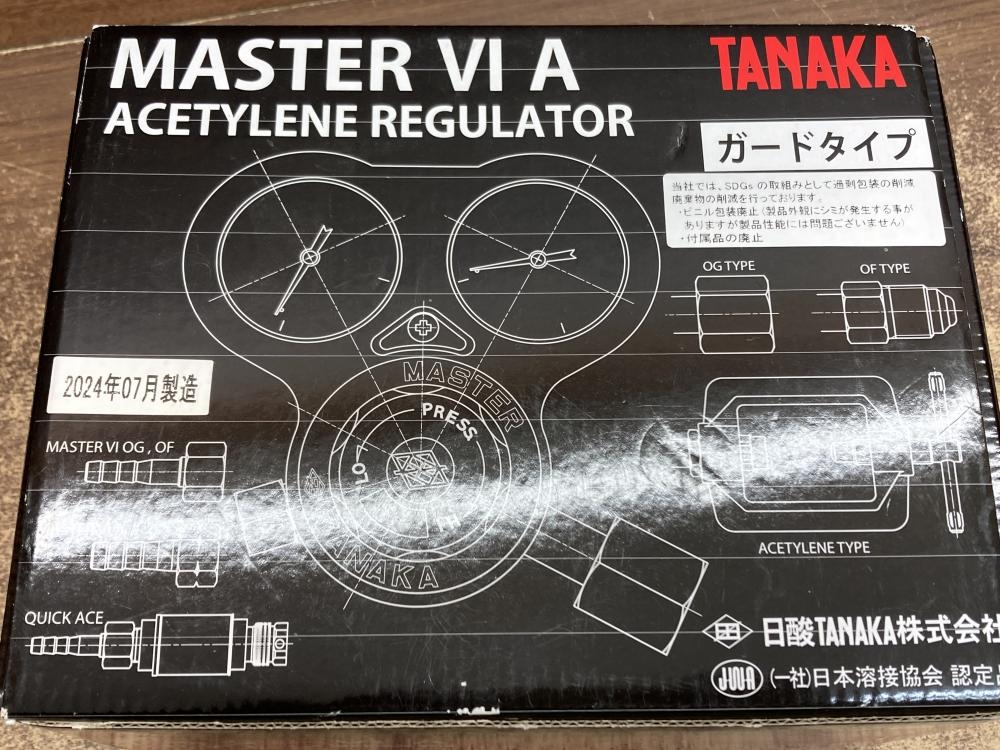 MASTER VI A
TANAKA
ACETYLENE REGULATOR
ガードタイプ
当社では、SDGsの取組みとして過剰包装の削減
廃棄物の削減を行っております。
・ビニル包装廃止(製品外観にシミが発生する事が
ありますが製品性能には問題ございません)
・付属品の廃止
OG TYPE
OF TYPE
2024年07月製造
MASTER
PRESS
MASTER VI OG , OF
TANAKA
ACETYLENE TYPE
QUICK ACE
日酸TANAKA株式会社
JWA
(一社)日本溶接協会 認定